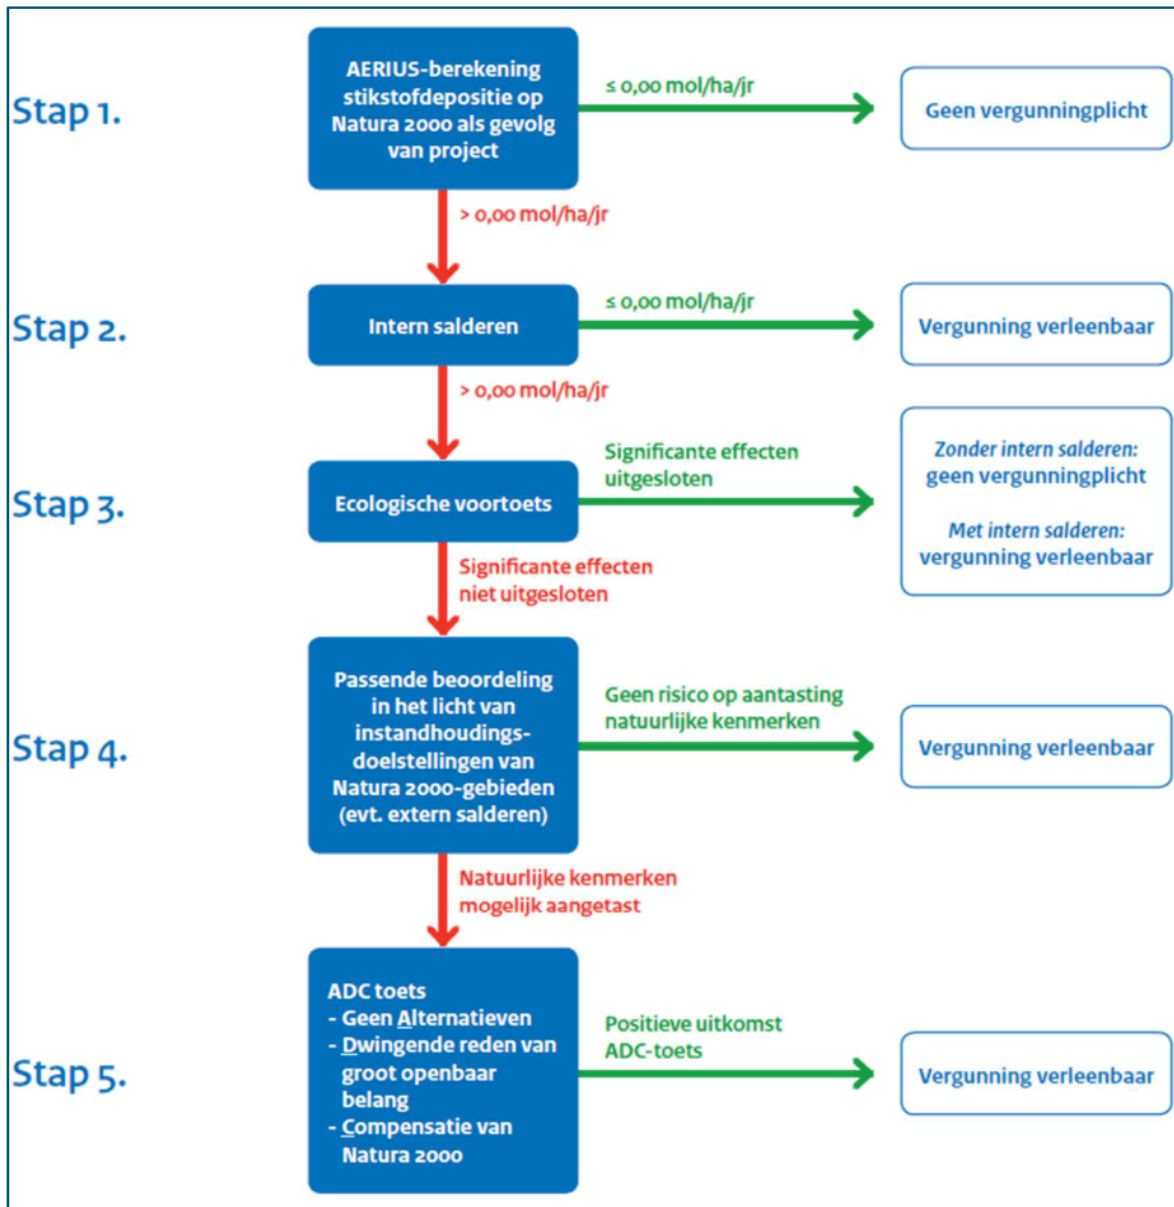 Stap 1.
AERIUS-berekening
stikstofdepositie op
Natura 2000 als gevolg
van project
≤ 0,00 mol/ha/jr
Geen vergunningplicht
> 0,00 mol/ha/jr
Stap 2.
Intern salderen
≤ 0,00 mol/ha/jr
Vergunning verleenbaar
> 0,00 mol/ha/jr
Stap 3.
Ecologische voortoets
Significante effecten
uitgesloten
Zonder intern salderen:
geen vergunningplicht
Met intern salderen:
vergunning verleenbaar
Significante effecten
niet uitgesloten
Stap 4.
Passende beoordeling
in het licht van
instandhoudings-
doelstellingen van
Natura 2000-gebieden
(evt. extern salderen)
Geen risico op aantasting
natuurlijke kenmerken
Vergunning verleenbaar
Natuurlijke kenmerken
mogelijk aangetast
Stap 5.
ADC toets
- Geen Alternatieven
- Dwingende reden van
groot openbaar
belang
- Compensatie van
Natura 2000
Positieve uitkomst
ADC-toets
Vergunning verleenbaar